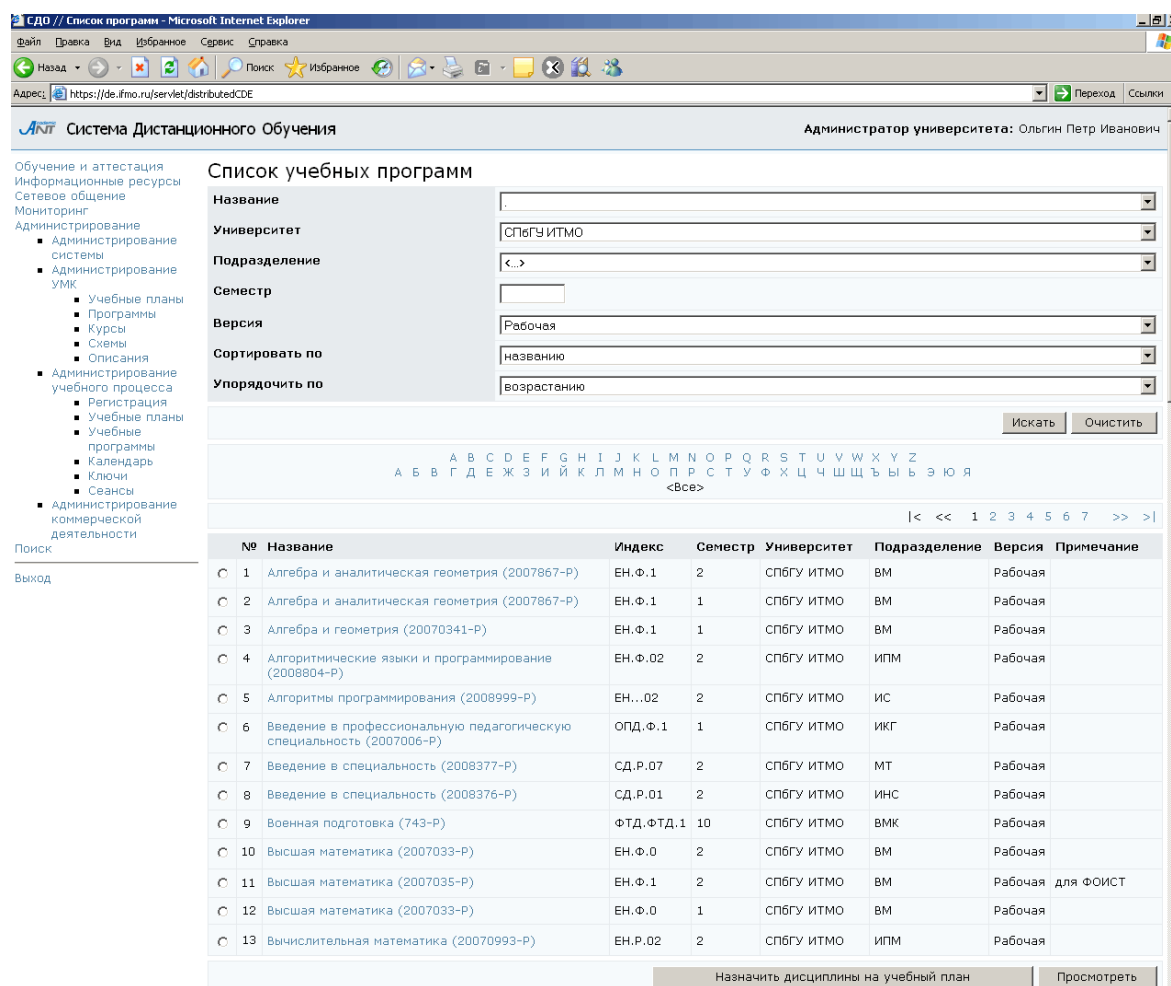 СДО // Список программ - Microsoft Internet Explorer
Файл Правка Вид Избранное Сервис Справка
Назад Поиск Избранное
Адрес: https://de.ifmo.ru/servlet/distributedCDE Переход Ссылки
Система Дистанционного Обучения Администратор университета: Ольгин Петр Иванович
Обучение и аттестация
Информационные ресурсы
Сетевое общение
Мониторинг
Администрирование
Администрирование
системы
Администрирование
УМК
Учебные планы
Программы
Курсы
Схемы
Описания
Администрирование
учебного процесса
Регистрация
Учебные планы
Учебные
программы
Календарь
Ключи
Сеансы
Администрирование
коммерческой
деятельности
Поиск
Выход
Список учебных программ
Название .
Университет СПбГУ ИТМО
Подразделение <...>
Семестр
Версия Рабочая
Сортировать по названию
Упорядочить по возрастанию
Искать Очистить
A B C D E F G H I J K L M N O P Q R S T U V W X Y Z
А Б В Г Д Е Ж З И Й К Л М Н О П Р С Т У Ф Х Ц Ч Ш Щ Ъ Ы Ь Э Ю Я
<Все>
|< << 1 2 3 4 5 6 7 >> >|
№ Название Индекс Семестр Университет Подразделение Версия Примечание
1 Алгебра и аналитическая геометрия (2007867-Р) ЕН.Ф.1 2 СПбГУ ИТМО ВМ Рабочая
2 Алгебра и аналитическая геометрия (2007867-Р) ЕН.Ф.1 1 СПбГУ ИТМО ВМ Рабочая
3 Алгебра и геометрия (20070341-Р) ЕН.Ф.1 1 СПбГУ ИТМО ВМ Рабочая
4 Алгоритмические языки и программирование ЕН.Ф.02 2 СПбГУ ИТМО ИПМ Рабочая
(2008804-Р)
5 Алгоритмы программирования (2008999-Р) ЕН...02 2 СПбГУ ИТМО ИС Рабочая
6 Введение в профессиональную педагогическую ОПД.Ф.1 1 СПбГУ ИТМО ИКГ Рабочая
специальность (2007006-Р)
7 Введение в специальность (2008377-Р) СД.Р.07 2 СПбГУ ИТМО МТ Рабочая
8 Введение в специальность (2008376-Р) СД.Р.01 2 СПбГУ ИТМО ИНС Рабочая
9 Военная подготовка (743-Р) ФТД.ФТД.1 10 СПбГУ ИТМО ВМК Рабочая
10 Высшая математика (2007033-Р) ЕН.Ф.0 2 СПбГУ ИТМО ВМ Рабочая
11 Высшая математика (2007035-Р) ЕН.Ф.1 2 СПбГУ ИТМО ВМ Рабочая для ФОИСТ
12 Высшая математика (2007033-Р) ЕН.Ф.0 1 СПбГУ ИТМО ВМ Рабочая
13 Вычислительная математика (20070993-Р) ЕН.Р.02 2 СПбГУ ИТМО ИПМ Рабочая
Назначить дисциплины на учебный план Просмотреть